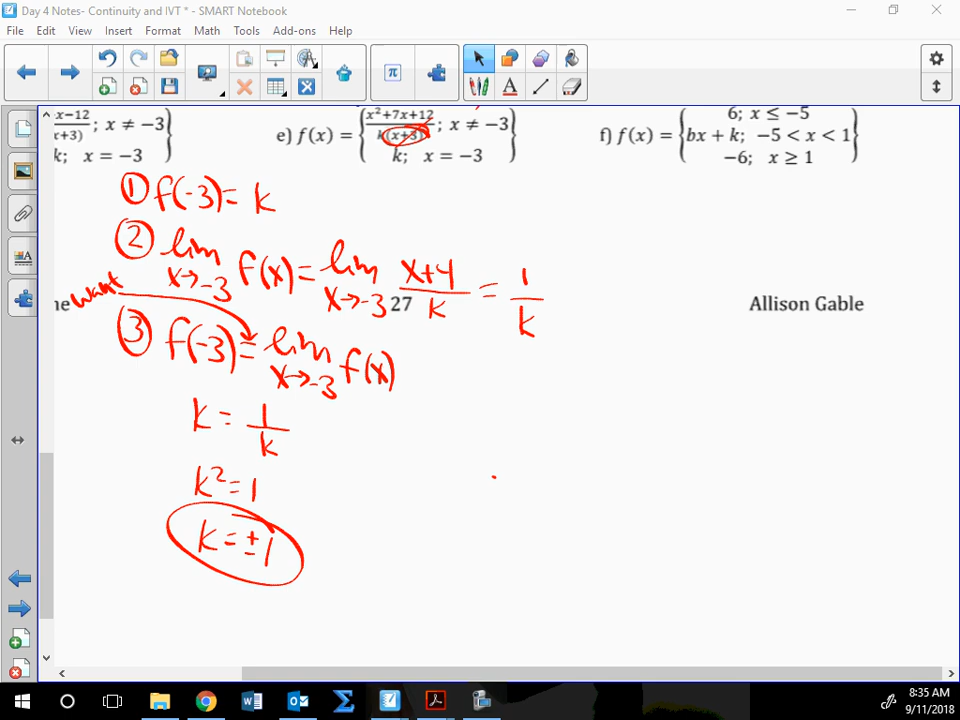 Day 4 Notes- Continuity and IVT * - SMART Notebook
File Edit View Insert Format Math Tools Add-ons Help
x−12
x+3) ; x ≠ −3
k; x = −3
e) f(x) = { x²+7x+12 / k(x+3) ; x ≠ −3
k; x = −3
f) f(x) = { 6; x ≤ −5
bx + k; −5 < x < 1
−6; x ≥ 1
① f(-3) = k
② lim x→-3 f(x) = lim x→-3 x+4 / k = 1 / k
want
ne 27 Allison Gable
③ f(-3) = lim x→-3 f(x)
k = 1 / k
k² = 1
k = ±1
8:35 AM
9/11/2018